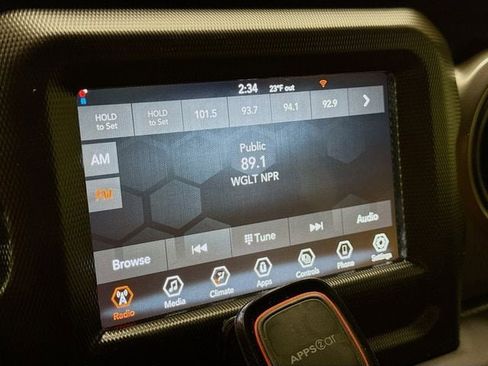 2:34 23°F out
HOLD to Set HOLD to Set 101.5 93.7 94.1 92.9
AM
Public
89.1
FM
WGLT NPR
Browse Tune Audio
Radio Media Climate Apps Controls Phone Settings
APPS2car